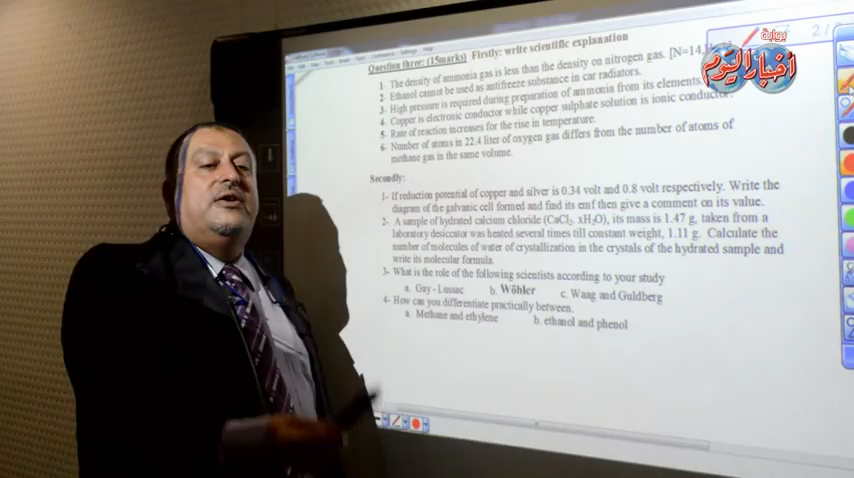 بوابة
أخبار اليوم
2/
Question three: (15marks) Firstly: write scientific explanation
1- The density of ammonia gas is less than the density on nitrogen gas. [N=14,
2- Ethanol cannot be used as antifreeze substance in car radiators.
3- High pressure is required during preparation of ammonia from its elements.
4- Copper is electronic conductor while copper sulphate solution is ionic conductor.
5- Rate of reaction increases for the rise in temperature.
6- Number of atoms in 22.4 liter of oxygen gas differs from the number of atoms of
methane gas in the same volume.
Secondly:
1- If reduction potential of copper and silver is 0.34 volt and 0.8 volt respectively. Write the
diagram of the galvanic cell formed and find its emf then give a comment on its value.
2- A sample of hydrated calcium chloride (CaCl₂. xH₂O), its mass is 1.47 g, taken from a
laboratory desiccator was heated several times till constant weight, 1.11 g. Calculate the
number of molecules of water of crystallization in the crystals of the hydrated sample and
write its molecular formula.
3- What is the role of the following scientists according to your study
a. Gay - Lussac b. Wöhler c. Waag and Guldberg
4- How can you differentiate practically between.
a. Methane and ethylene b. ethanol and phenol